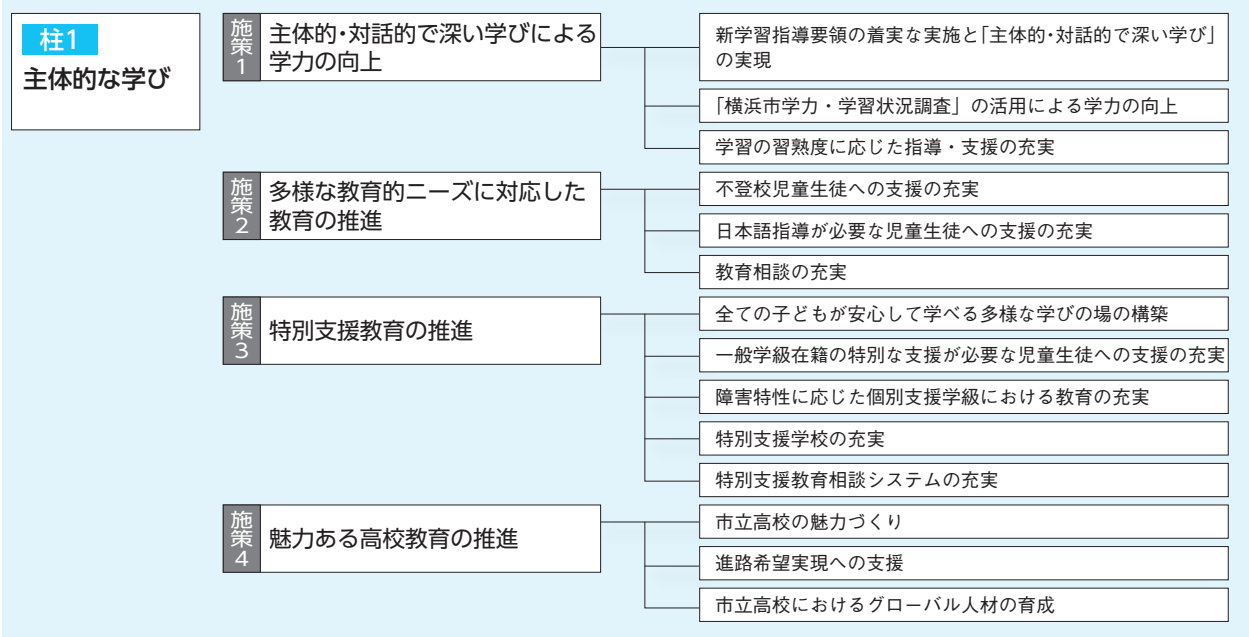 柱1
主体的な学び
施策1
主体的・対話的で深い学びによる
学力の向上
新学習指導要領の着実な実施と「主体的・対話的で深い学び」
の実現
「横浜市学力・学習状況調査」の活用による学力の向上
学習の習熟度に応じた指導・支援の充実
施策2
多様な教育的ニーズに対応した
教育の推進
不登校児童生徒への支援の充実
日本語指導が必要な児童生徒への支援の充実
教育相談の充実
施策3
特別支援教育の推進
全ての子どもが安心して学べる多様な学びの場の構築
一般学級在籍の特別な支援が必要な児童生徒への支援の充実
障害特性に応じた個別支援学級における教育の充実
特別支援学校の充実
特別支援教育相談システムの充実
施策4
魅力ある高校教育の推進
市立高校の魅力づくり
進路希望実現への支援
市立高校におけるグローバル人材の育成